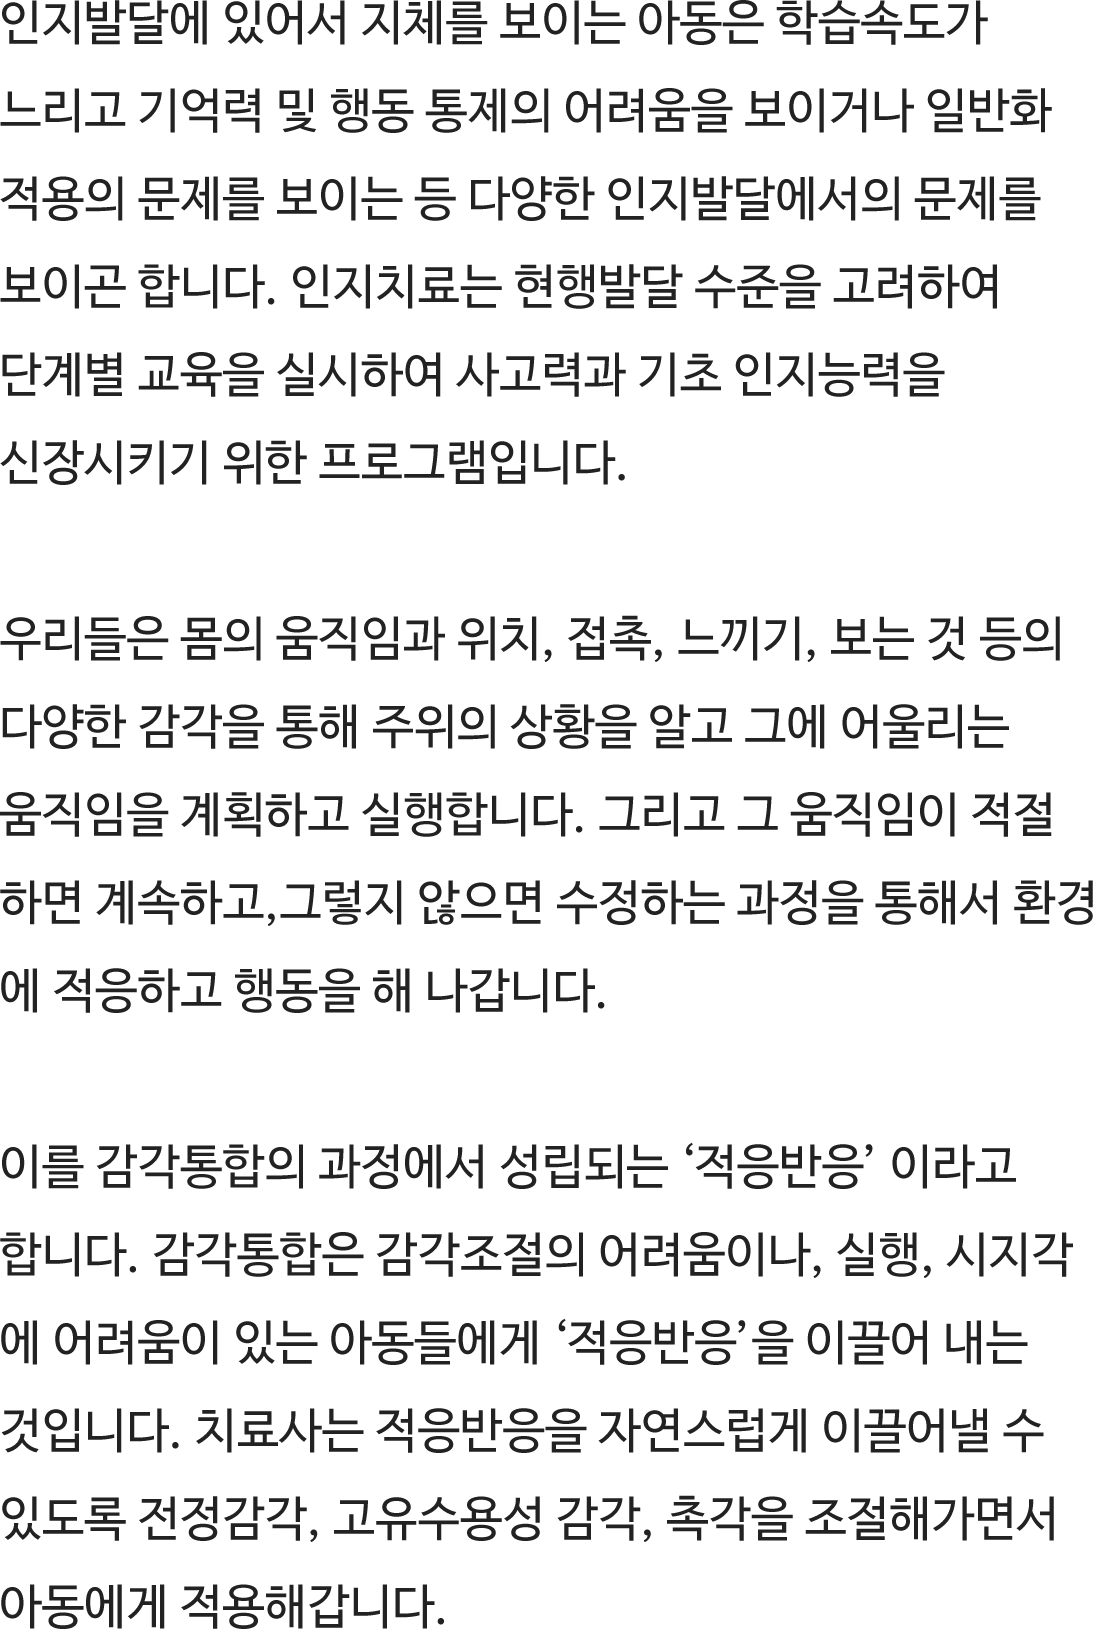 인지발달에 있어서 지체를 보이는 아동은 학습속도가
느리고 기억력 및 행동 통제의 어려움을 보이거나 일반화
적용의 문제를 보이는 등 다양한 인지발달에서의 문제를
보이곤 합니다. 인지치료는 현행발달 수준을 고려하여
단계별 교육을 실시하여 사고력과 기초 인지능력을
신장시키기 위한 프로그램입니다.
우리들은 몸의 움직임과 위치, 접촉, 느끼기, 보는 것 등의
다양한 감각을 통해 주위의 상황을 알고 그에 어울리는
움직임을 계획하고 실행합니다. 그리고 그 움직임이 적절
하면 계속하고,그렇지 않으면 수정하는 과정을 통해서 환경
에 적응하고 행동을 해 나갑니다.
이를 감각통합의 과정에서 성립되는 ‘적응반응’ 이라고
합니다. 감각통합은 감각조절의 어려움이나, 실행, 시지각
에 어려움이 있는 아동들에게 ‘적응반응’을 이끌어 내는
것입니다. 치료사는 적응반응을 자연스럽게 이끌어낼 수
있도록 전정감각, 고유수용성 감각, 촉각을 조절해가면서
아동에게 적용해갑니다.